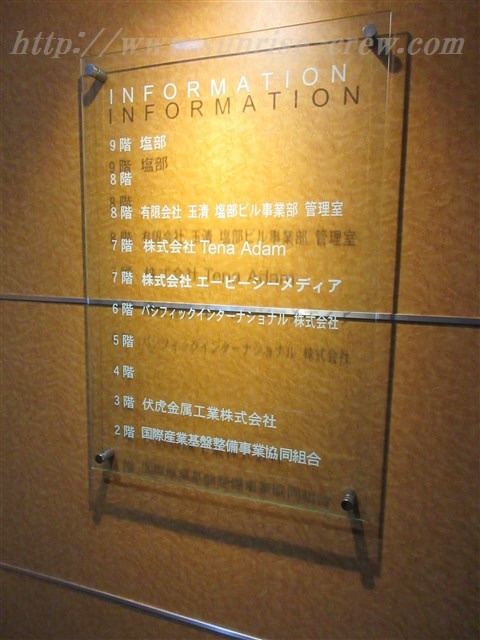 INFORMATION
9階 塩部
8階
8階 有限会社 玉清 塩部ビル事業部 管理室
7階 株式会社 Tena Adam
7階 株式会社 エービーシーメディア
6階 パシフィックインターナショナル 株式会社
5階
4階
3階 伏虎金属工業株式会社
2階 国際産業基盤整備事業協同組合